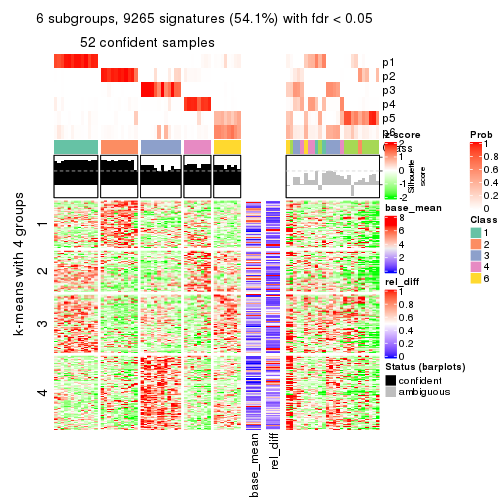 6 subgroups, 9265 signatures (54.1%) with fdr < 0.05
52 confident samples
p1
p2
p3
p4
p5
p6
Class
k-means with 4 groups
1
2
3
4
Silhouette
score
base_mean
rel_diff
z-score
2
1
0
-1
-2
base_mean
8
6
4
2
0
rel_diff
1
0.8
0.6
0.4
0.2
0
Status (barplots)
confident
ambiguous
Prob
1
0.8
0.6
0.4
0.2
0
Class
1
2
3
4
6